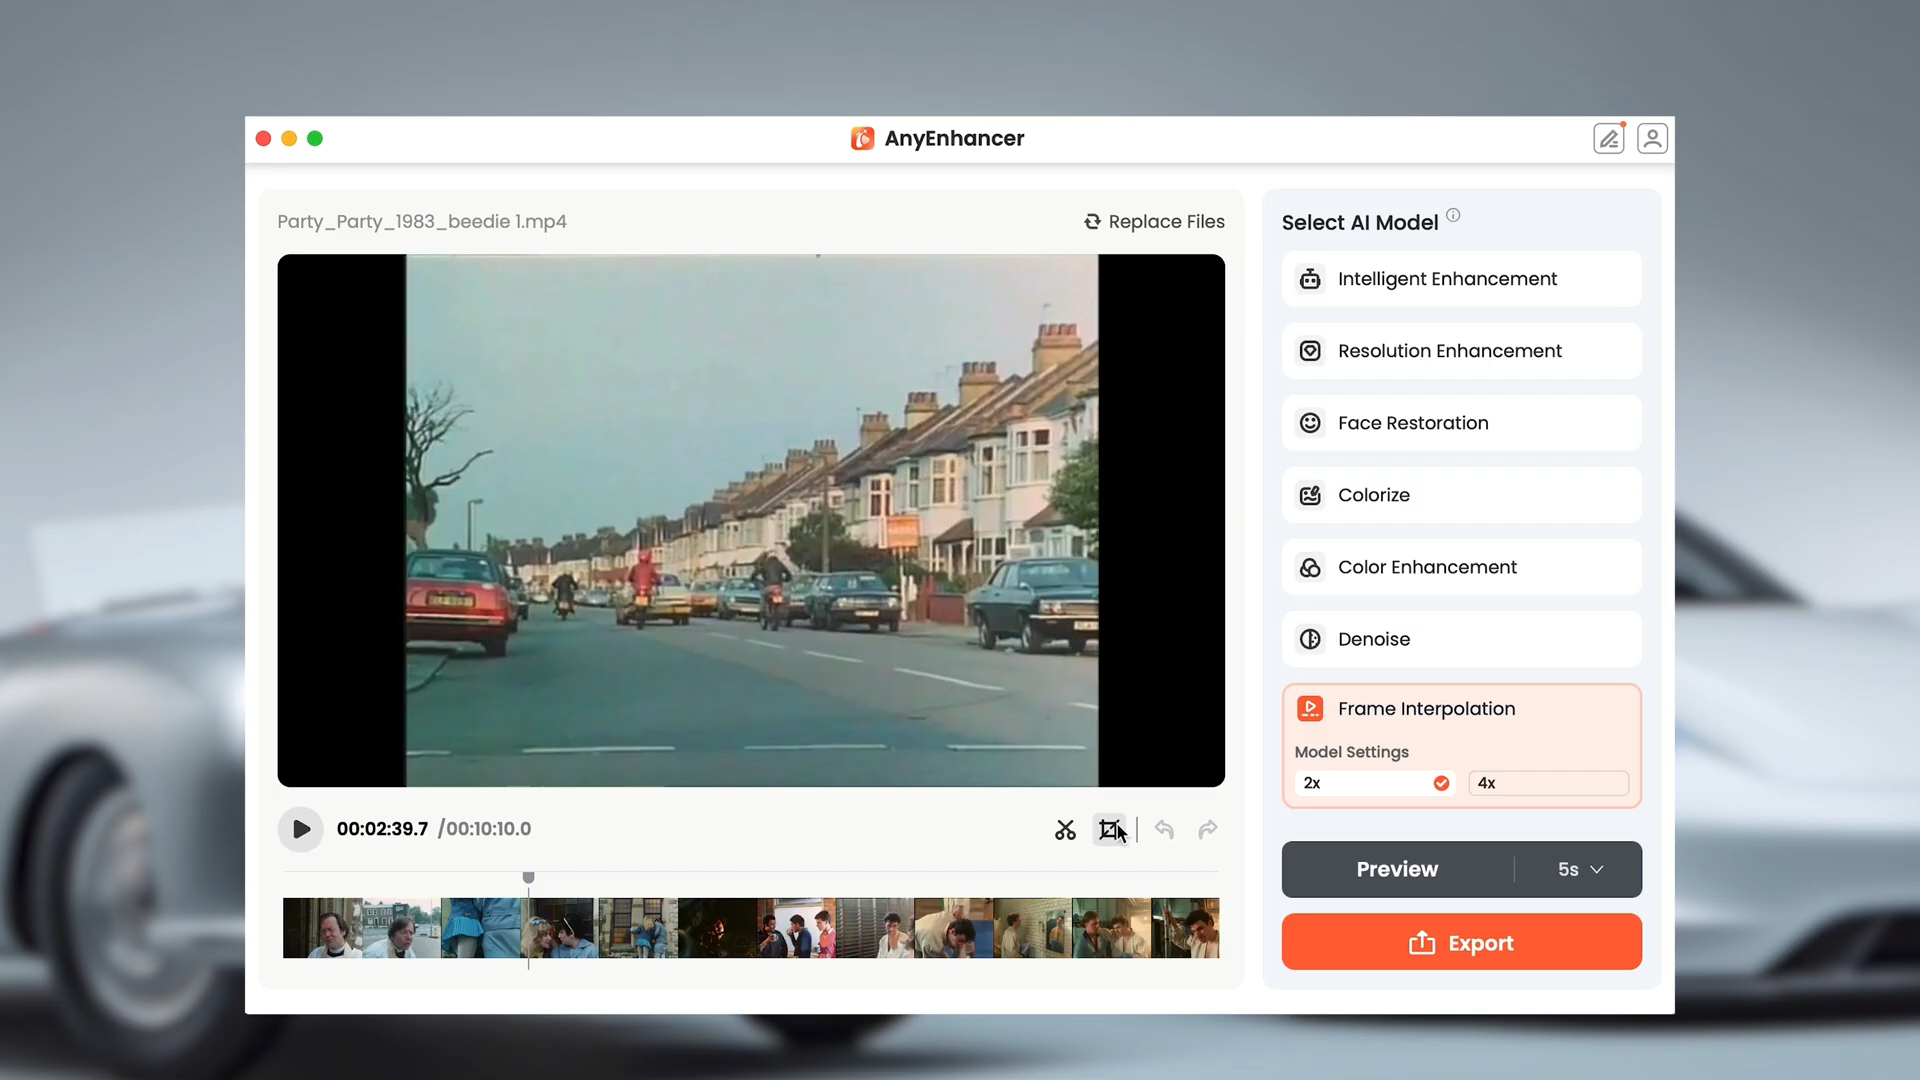 AnyEnhancer
Party_Party_1983_beedie 1.mp4
Replace Files
00:02:39.7 /00:10:10.0
Select AI Model
Intelligent Enhancement
Resolution Enhancement
Face Restoration
Colorize
Color Enhancement
Denoise
Frame Interpolation
Model Settings
2x
4x
Preview
5s
Export